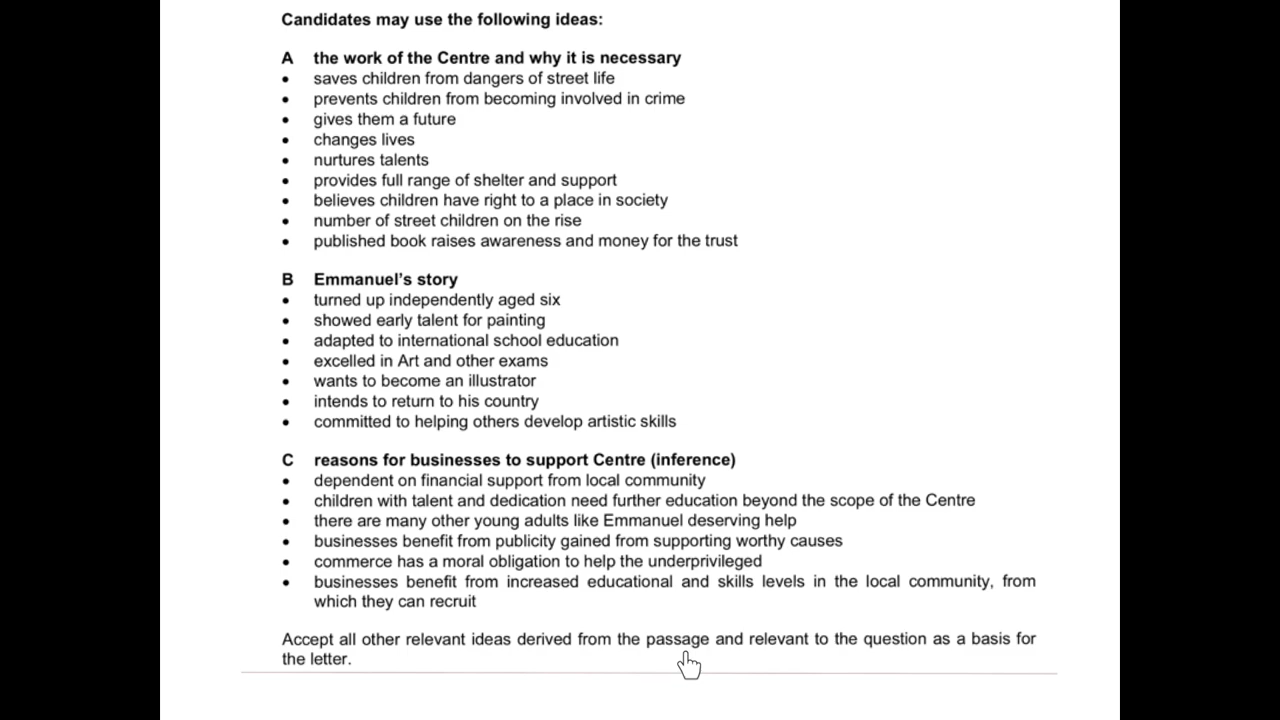 Candidates may use the following ideas:
A the work of the Centre and why it is necessary
• saves children from dangers of street life
• prevents children from becoming involved in crime
• gives them a future
• changes lives
• nurtures talents
• provides full range of shelter and support
• believes children have right to a place in society
• number of street children on the rise
• published book raises awareness and money for the trust
B Emmanuel's story
• turned up independently aged six
• showed early talent for painting
• adapted to international school education
• excelled in Art and other exams
• wants to become an illustrator
• intends to return to his country
• committed to helping others develop artistic skills
C reasons for businesses to support Centre (inference)
• dependent on financial support from local community
• children with talent and dedication need further education beyond the scope of the Centre
• there are many other young adults like Emmanuel deserving help
• businesses benefit from publicity gained from supporting worthy causes
• commerce has a moral obligation to help the underprivileged
• businesses benefit from increased educational and skills levels in the local community, from
which they can recruit
Accept all other relevant ideas derived from the passage and relevant to the question as a basis for
the letter.